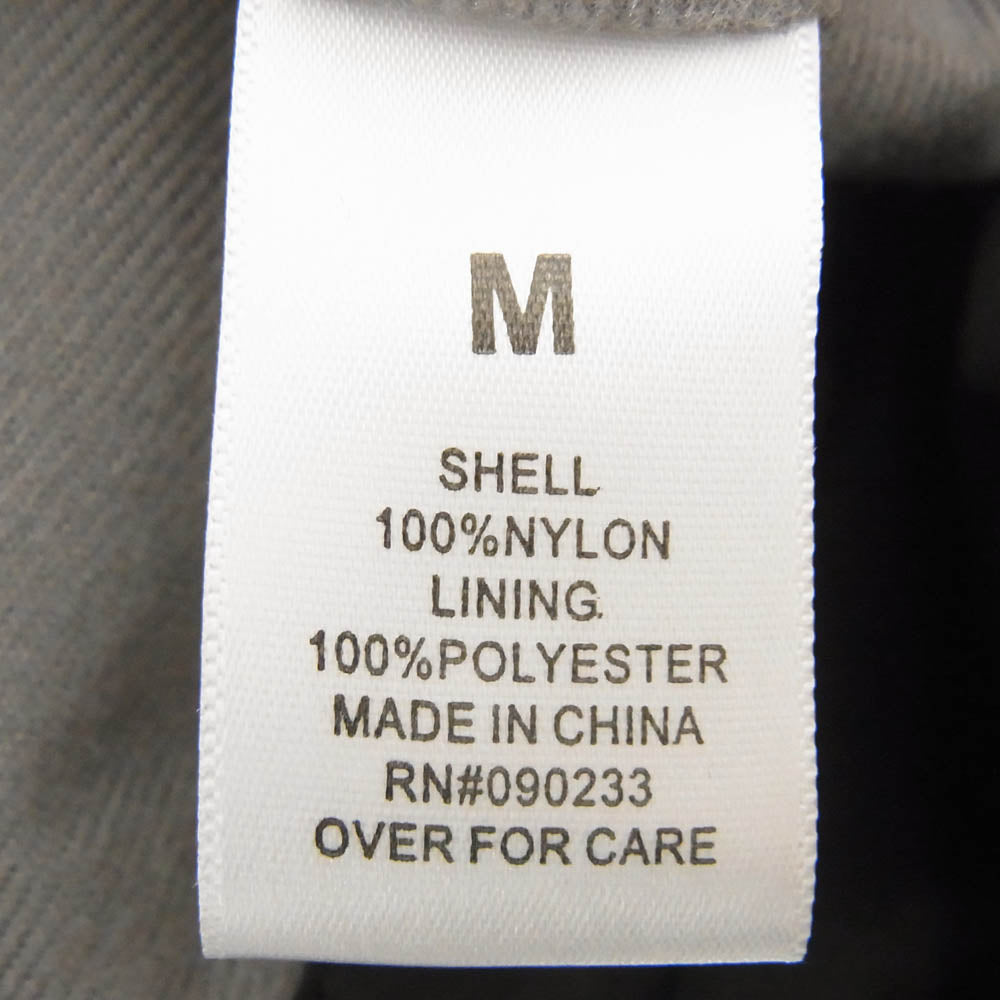 M
SHELL
100%NYLON
LINING
100%POLYESTER
MADE IN CHINA
RN#090233
OVER FOR CARE